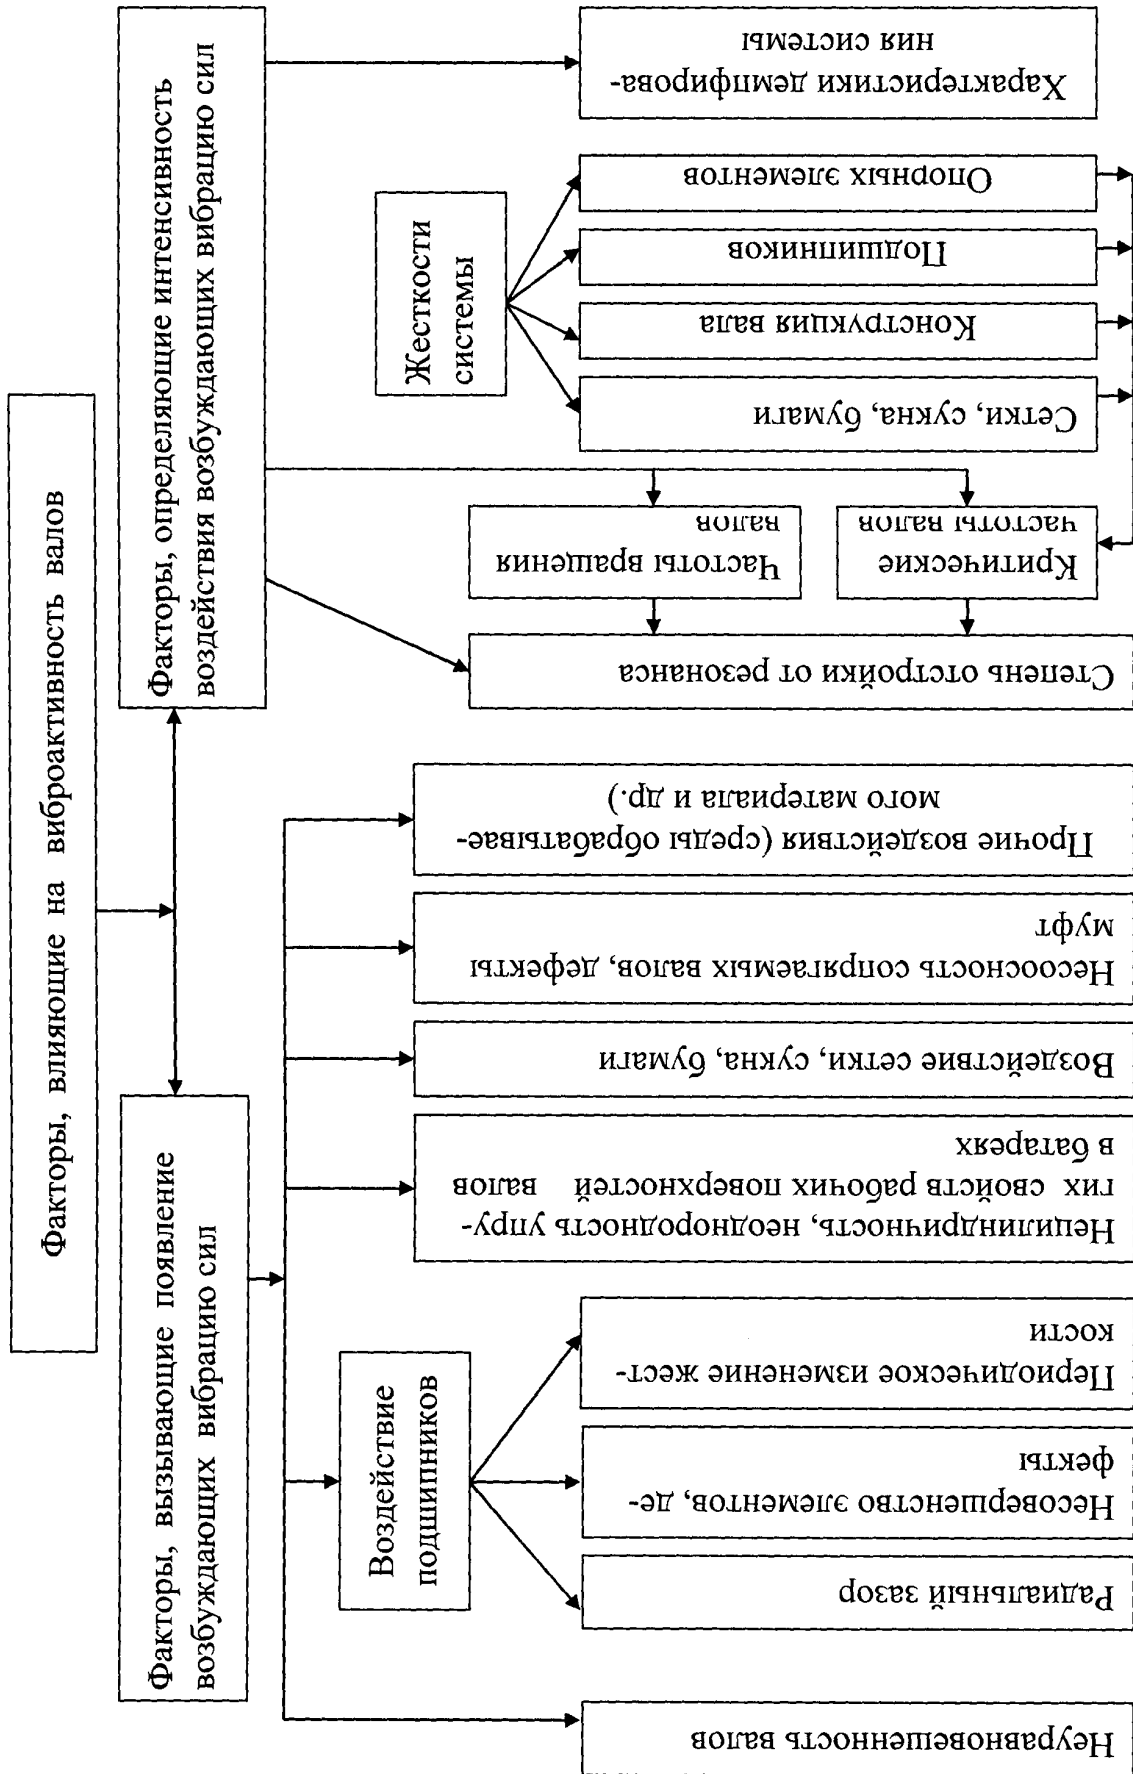 Факторы, влияющие на виброактивность валов
Факторы, вызывающие появление
возбуждающих вибрацию сил
Факторы, определяющие интенсивность
воздействия возбуждающих вибрацию сил
Неуравновешенность валов
Воздействие
подшипников
Радиальный зазор
Несовершенство элементов, де-
фекты
Периодическое изменение жест-
кости
Нецилиндричность, неоднородность упру-
гих свойств рабочих поверхностей валов
в батареях
Воздействие сетки, сукна, бумаги
Несоосность сопрягаемых валов, дефекты
муфт
Прочие воздействия (среды обрабатывае-
мого материала и др.)
Степень отстройки от резонанса
Частоты вращения
валов
Критические
частоты валов
Жесткости
системы
Сетки, сукна, бумаги
Конструкция вала
Подшипников
Опорных элементов
Характеристики демпфирова-
ния системы